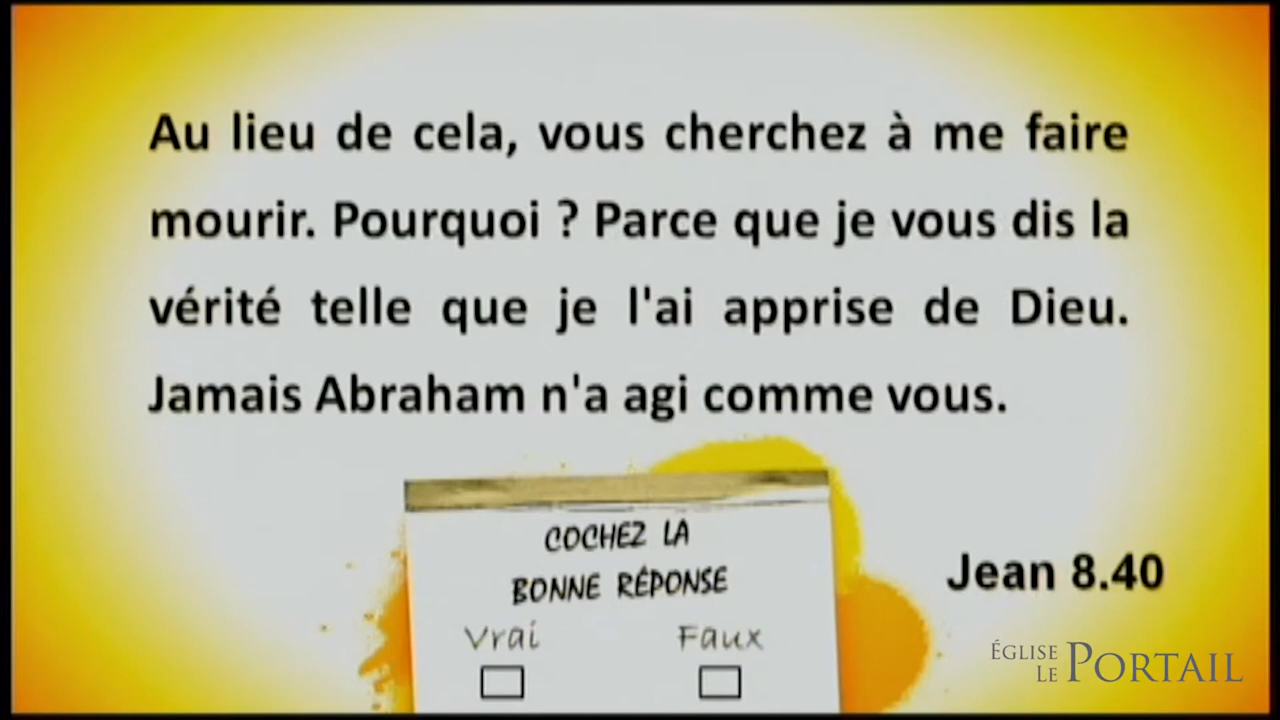 Au lieu de cela, vous cherchez à me faire
mourir. Pourquoi ? Parce que je vous dis la
vérité telle que je l'ai apprise de Dieu.
Jamais Abraham n'a agi comme vous.
COCHEZ LA
BONNE RÉPONSE
Vrai Faux
Jean 8.40
ÉGLISE
LE PORTAIL